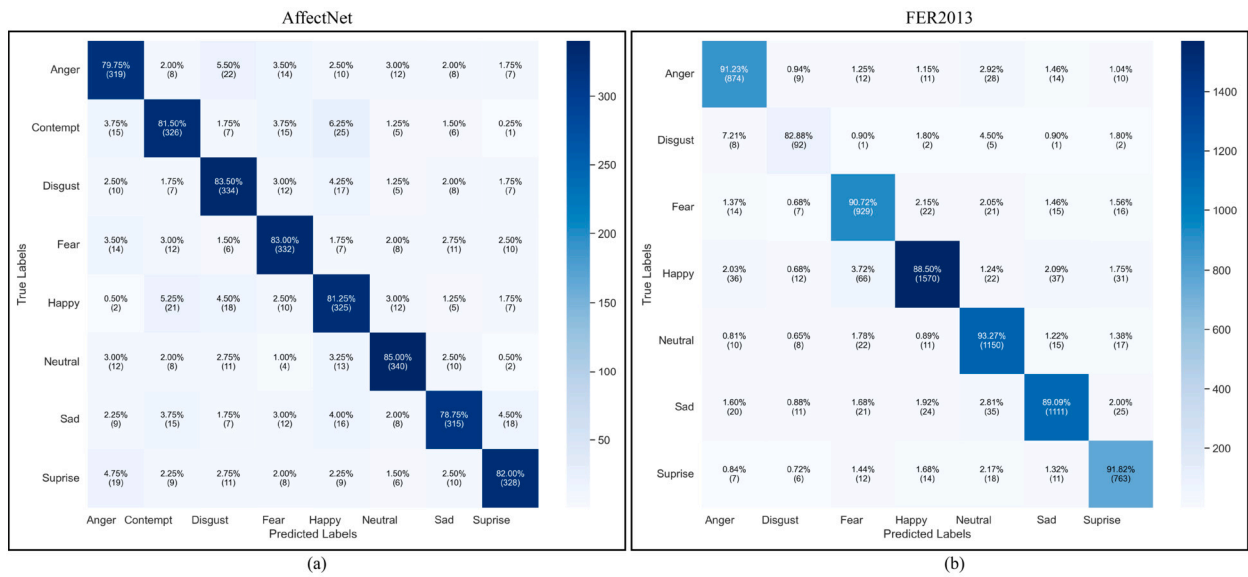 AffectNet
Anger 79.75% 2.00% 5.50% 3.50% 2.50% 3.00% 2.00% 1.75%
(319) (8) (22) (14) (10) (12) (8) (7)
Contempt 3.75% 81.50% 1.75% 3.75% 6.25% 1.25% 1.50% 0.25%
(15) (326) (7) (15) (25) (5) (6) (1)
Disgust 2.50% 1.75% 83.50% 3.00% 4.25% 1.25% 2.00% 1.75%
(10) (7) (334) (12) (17) (5) (8) (7)
Fear 3.50% 3.00% 1.50% 83.00% 1.75% 2.00% 2.75% 2.50%
(14) (12) (6) (332) (7) (8) (11) (10)
Happy 0.50% 5.25% 4.50% 2.50% 81.25% 3.00% 1.25% 1.75%
(2) (21) (18) (10) (325) (12) (5) (7)
Neutral 3.00% 2.00% 2.75% 1.00% 3.25% 85.00% 2.50% 0.50%
(12) (8) (11) (4) (13) (340) (10) (2)
Sad 2.25% 3.75% 1.75% 3.00% 4.00% 2.00% 78.75% 4.50%
(9) (15) (7) (12) (16) (8) (315) (18)
Suprise 4.75% 2.25% 2.75% 2.00% 2.25% 1.50% 2.50% 82.00%
(19) (9) (11) (8) (9) (6) (10) (328)
Anger Contempt Disgust Fear Happy Neutral Sad Suprise
Predicted Labels
True Labels
300
250
200
150
100
50
(a)
FER2013
Anger 91.23% 0.94% 1.25% 1.15% 2.92% 1.46% 1.04%
(874) (9) (12) (11) (28) (14) (10)
Disgust 7.21% 82.88% 0.90% 1.80% 4.50% 0.90% 1.80%
(8) (92) (1) (2) (5) (1) (2)
Fear 1.37% 0.68% 90.72% 2.15% 2.05% 1.46% 1.56%
(14) (7) (929) (22) (21) (15) (16)
Happy 2.03% 0.68% 3.72% 88.50% 1.24% 2.09% 1.75%
(36) (12) (66) (1570) (22) (37) (31)
Neutral 0.81% 0.65% 1.78% 0.89% 93.27% 1.22% 1.38%
(10) (8) (22) (11) (1150) (15) (17)
Sad 1.60% 0.88% 1.68% 1.92% 2.81% 89.09% 2.00%
(20) (11) (21) (24) (35) (1111) (25)
Suprise 0.84% 0.72% 1.44% 1.68% 2.17% 1.32% 91.82%
(7) (6) (12) (14) (18) (11) (763)
Anger Disgust Fear Happy Neutral Sad Suprise
Predicted Labels
True Labels
1400
1200
1000
800
600
400
200
(b)